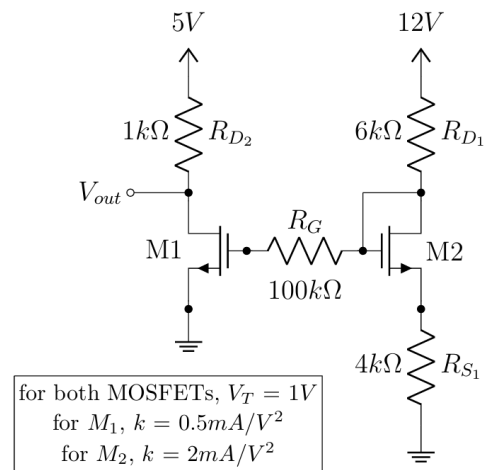 5V
12V
1kΩ
R_{D_2}
6kΩ
R_{D_1}
V_{out}
R_G
M1
M2
100kΩ
4kΩ
R_{S_1}
for both MOSFETs, V_T = 1V
for M_1, k = 0.5mA/V^2
for M_2, k = 2mA/V^2